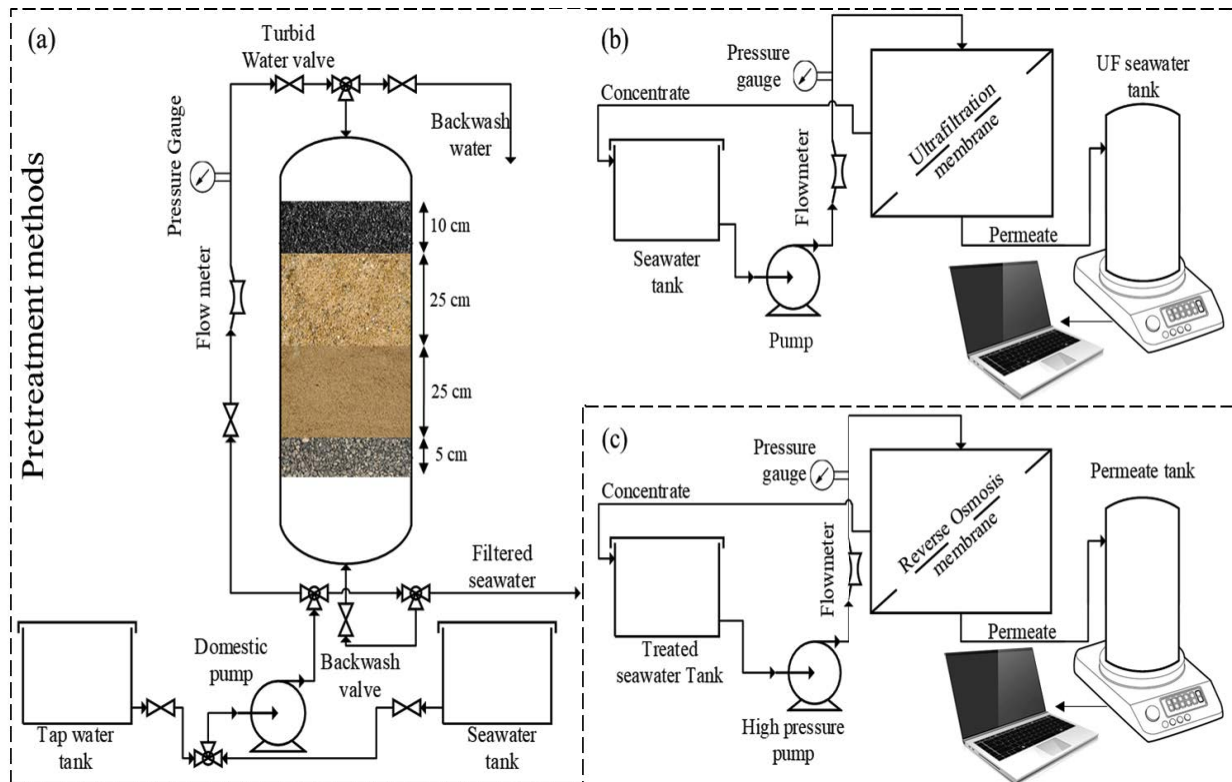 Pretreatment methods
(a)
Turbid
Water valve
Backwash
water
Pressure Gauge
Flow meter
10 cm
25 cm
25 cm
5 cm
Filtered
seawater
Domestic
pump
Backwash
valve
Tap water
tank
Seawater
tank
(b)
Pressure
gauge
Concentrate
Seawater
tank
Flowmeter
Pump
Ultrafiltration
membrane
Permeate
UF seawater
tank
(c)
Pressure
gauge
Concentrate
Treated
seawater Tank
Flowmeter
High pressure
pump
Reverse Osmosis
membrane
Permeate
Permeate tank